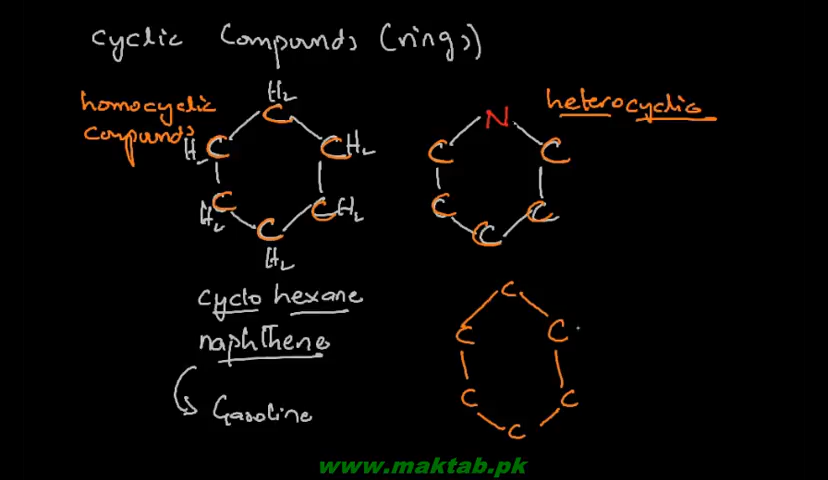 cyclic Compounds (rings)
homocyclic
compounds
heterocyclic
H2
C
H2 C
CH2
H2 C
CH2
C
H2
N
C
C
C
C
C
cyclo hexane
naphthene
Gasoline
C
C
C
C
C
C
www.maktab.pk